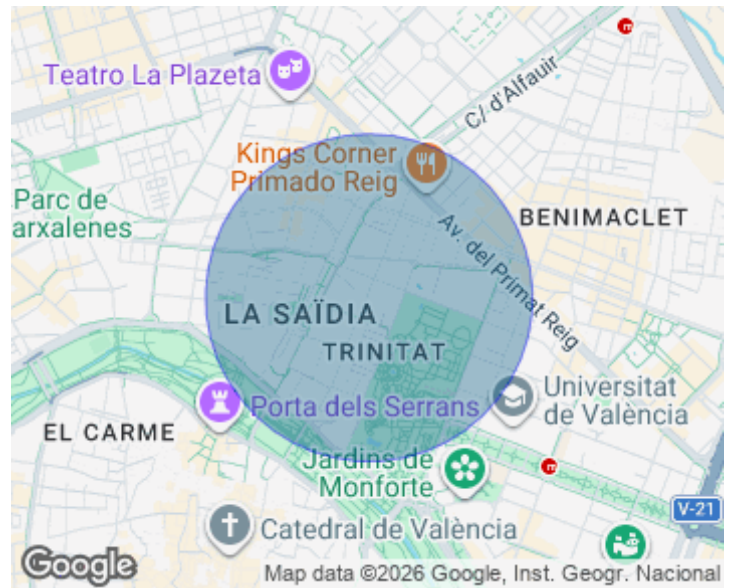 Teatro La Plazeta
C/ d'Alfauir
Kings Corner
Primado Reig
Parc de
arxalenes
BENIMACLET
Av. del Primat Reig
LA SAÏDIA
TRINITAT
Porta dels Serrans
Universitat
de València
EL CARME
Jardins de
Monforte
V-21
Catedral de València
Google
Map data ©2026 Google, Inst. Geogr. Nacional